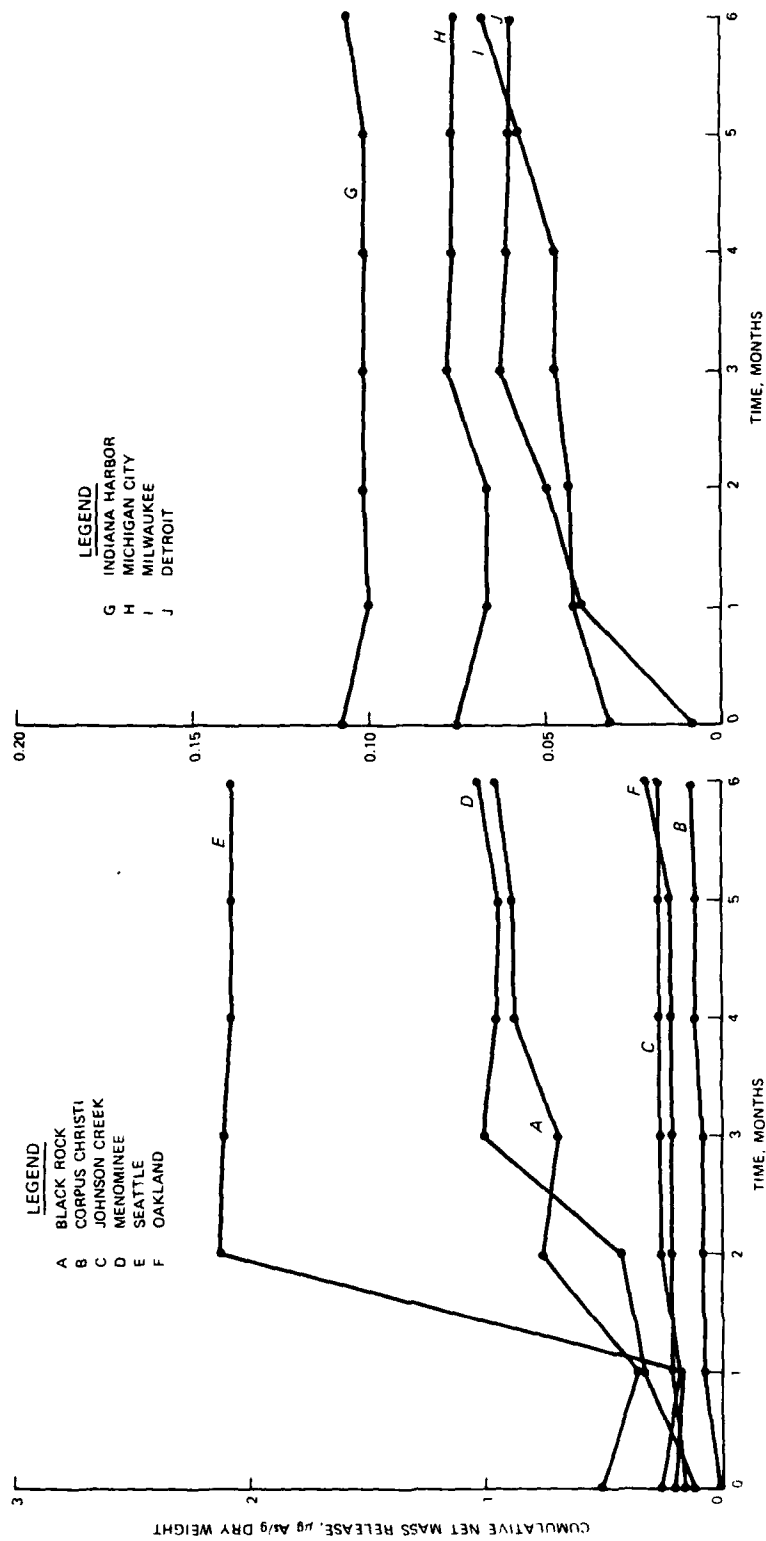 CUMULATIVE NET MASS RELEASE, µg As/g DRY WEIGHT
3
2
1
0
LEGEND
A BLACK ROCK
B CORPUS CHRISTI
C JOHNSON CREEK
D MENOMINEE
E SEATTLE
F OAKLAND
E
D
A
C
F
B
0 1 2 3 4 5 6
TIME, MONTHS
0.20
0.15
0.10
0.05
0
LEGEND
G INDIANA HARBOR
H MICHIGAN CITY
I MILWAUKEE
J DETROIT
G
H
I
J
0 1 2 3 4 5 6
TIME, MONTHS